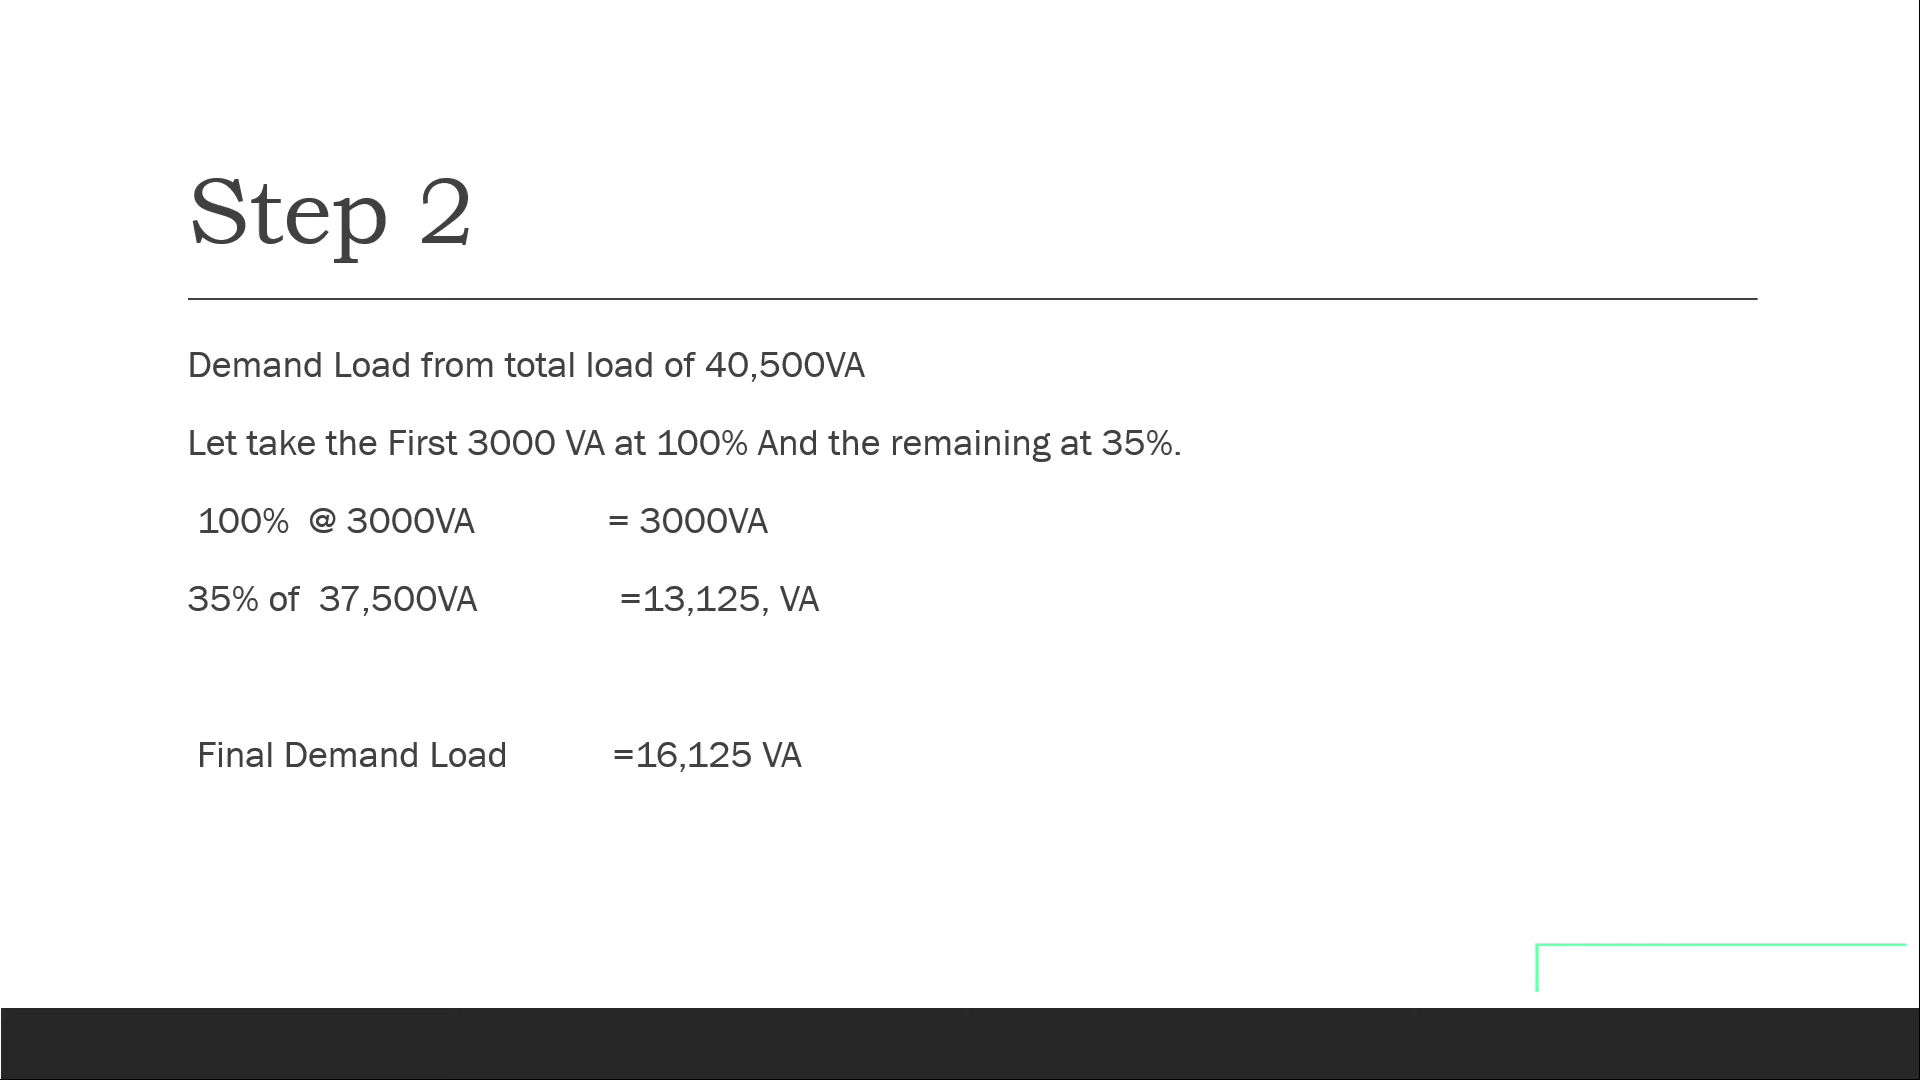 Step 2
Demand Load from total load of 40,500VA
Let take the First 3000 VA at 100% And the remaining at 35%.
100% @ 3000VA = 3000VA
35% of 37,500VA =13,125, VA
Final Demand Load =16,125 VA